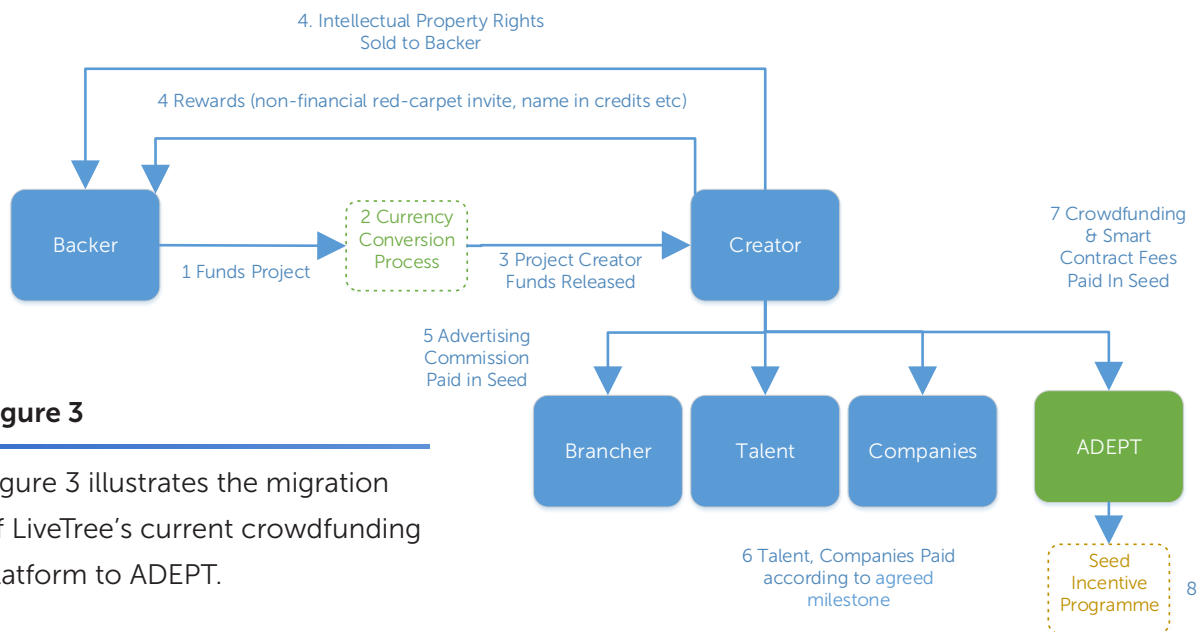 4. Intellectual Property Rights
Sold to Backer
4 Rewards (non-financial red-carpet invite, name in credits etc)
Backer
1 Funds Project
2 Currency
Conversion
Process
3 Project Creator
Funds Released
Creator
7 Crowdfunding
& Smart
Contract Fees
Paid In Seed
5 Advertising
Commission
Paid in Seed
Brancher
Talent
Companies
ADEPT
gure 3
gure 3 illustrates the migration
f LiveTree’s current crowdfunding
latform to ADEPT.
6 Talent, Companies Paid
according to agreed
milestone
Seed
Incentive
Programme
8